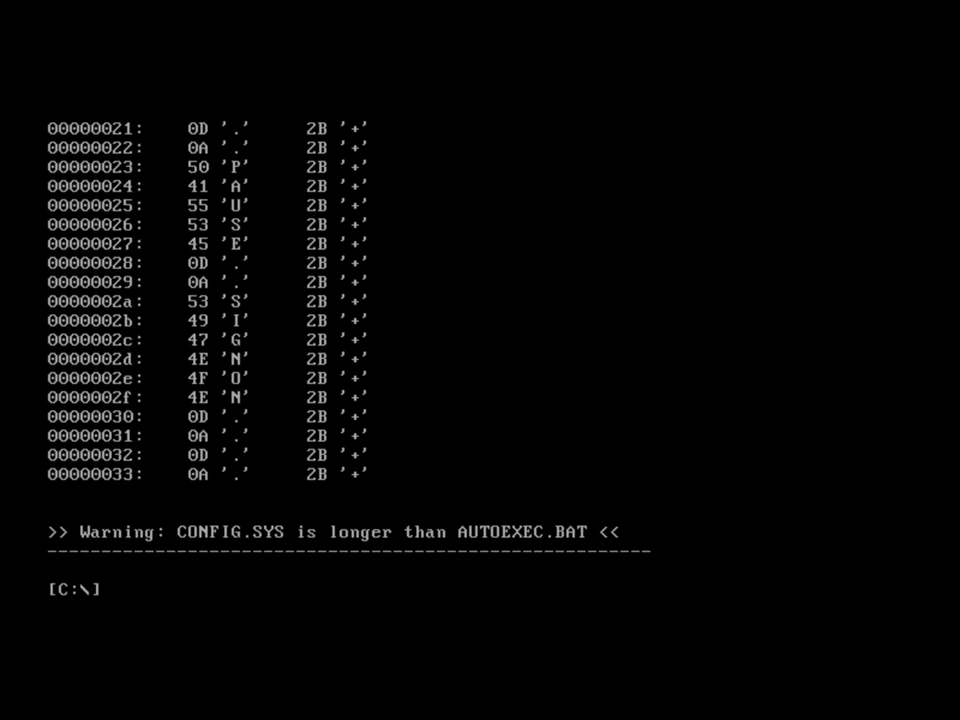 00000021:    0D '.'     2B '+'
00000022:    0A '.'     2B '+'
00000023:    50 'P'     2B '+'
00000024:    41 'A'     2B '+'
00000025:    55 'U'     2B '+'
00000026:    53 'S'     2B '+'
00000027:    45 'E'     2B '+'
00000028:    0D '.'     2B '+'
00000029:    0A '.'     2B '+'
0000002a:    53 'S'     2B '+'
0000002b:    49 'I'     2B '+'
0000002c:    47 'G'     2B '+'
0000002d:    4E 'N'     2B '+'
0000002e:    4F 'O'     2B '+'
0000002f:    4E 'N'     2B '+'
00000030:    0D '.'     2B '+'
00000031:    0A '.'     2B '+'
00000032:    0D '.'     2B '+'
00000033:    0A '.'     2B '+'
>> Warning: CONFIG.SYS is longer than AUTOEXEC.BAT <<
--------------------------------------------------------
[C:\]